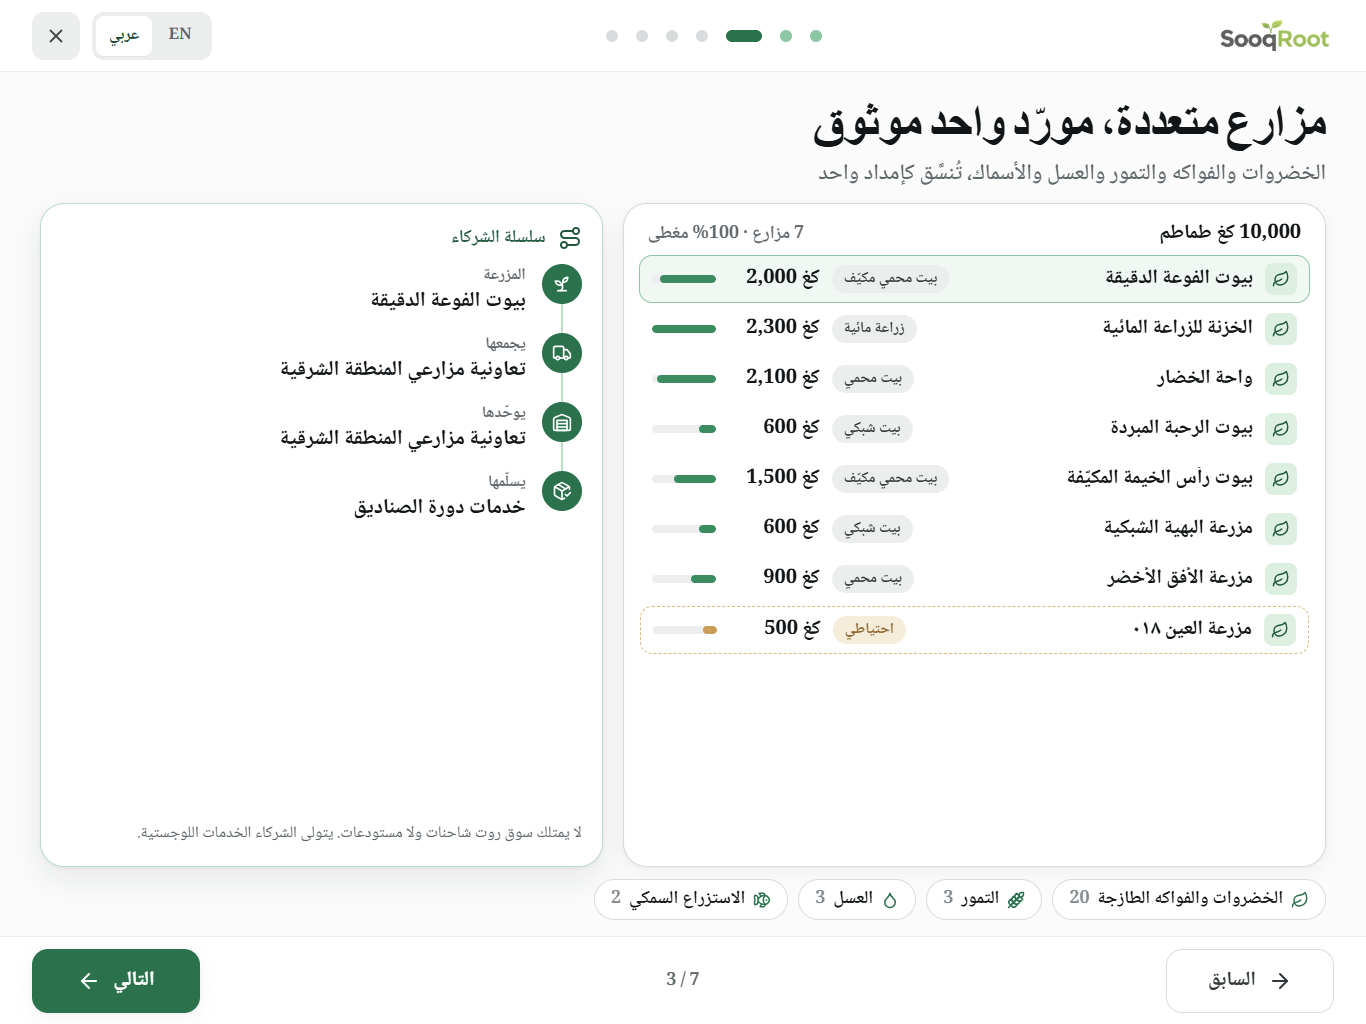 SooqRoot
EN
عربي
مزارع متعددة، مورّد واحد موثوق
الخضروات والفواكه والتمور والعسل والأسماك، تُنسَّق كإمداد واحد
10,000 كغ طماطم
7 مزارع · 100% مغطى
بيوت الفوعة الدقيقة
بيت محمي مكيّف
2,000 كغ
الخزنة للزراعة المائية
زراعة مائية
2,300 كغ
واحة الخضار
بيت محمي
2,100 كغ
بيوت الرحبة المبردة
بيت شبكي
600 كغ
بيوت رأس الخيمة المكيّفة
بيت محمي مكيّف
1,500 كغ
مزرعة البهية الشبكية
بيت شبكي
600 كغ
مزرعة الأفق الأخضر
بيت محمي
900 كغ
مزرعة العين ٠١٨
احتياطي
500 كغ
سلسلة الشركاء
المزرعة
بيوت الفوعة الدقيقة
يجمعها
تعاونية مزارعي المنطقة الشرقية
يوحّدها
تعاونية مزارعي المنطقة الشرقية
يسلّمها
خدمات دورة الصناديق
لا يمتلك سوق روت شاحنات ولا مستودعات. يتولى الشركاء الخدمات اللوجستية.
الخضروات والفواكه الطازجة 20
التمور 3
العسل 3
الاستزراع السمكي 2
السابق
3 / 7
التالي